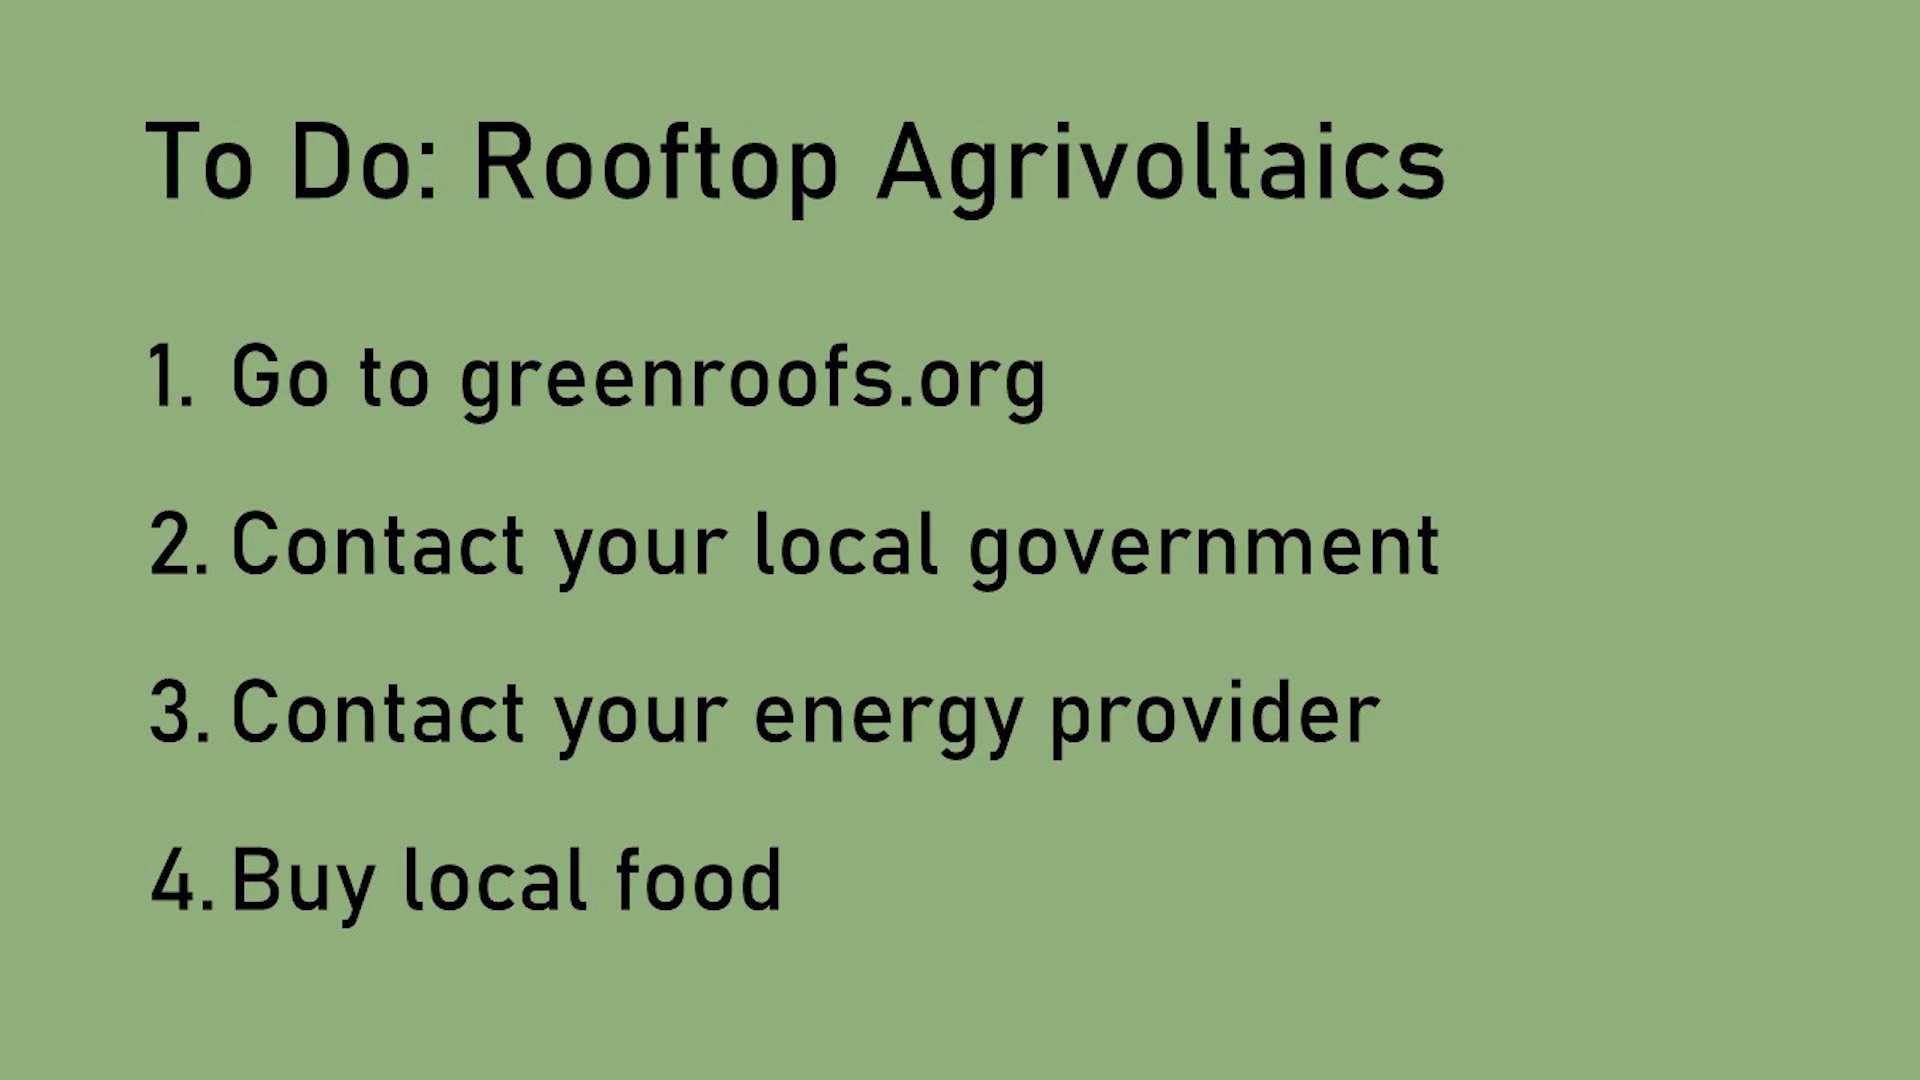 To Do: Rooftop Agrivoltaics
1. Go to greenroofs.org
2. Contact your local government
3. Contact your energy provider
4. Buy local food